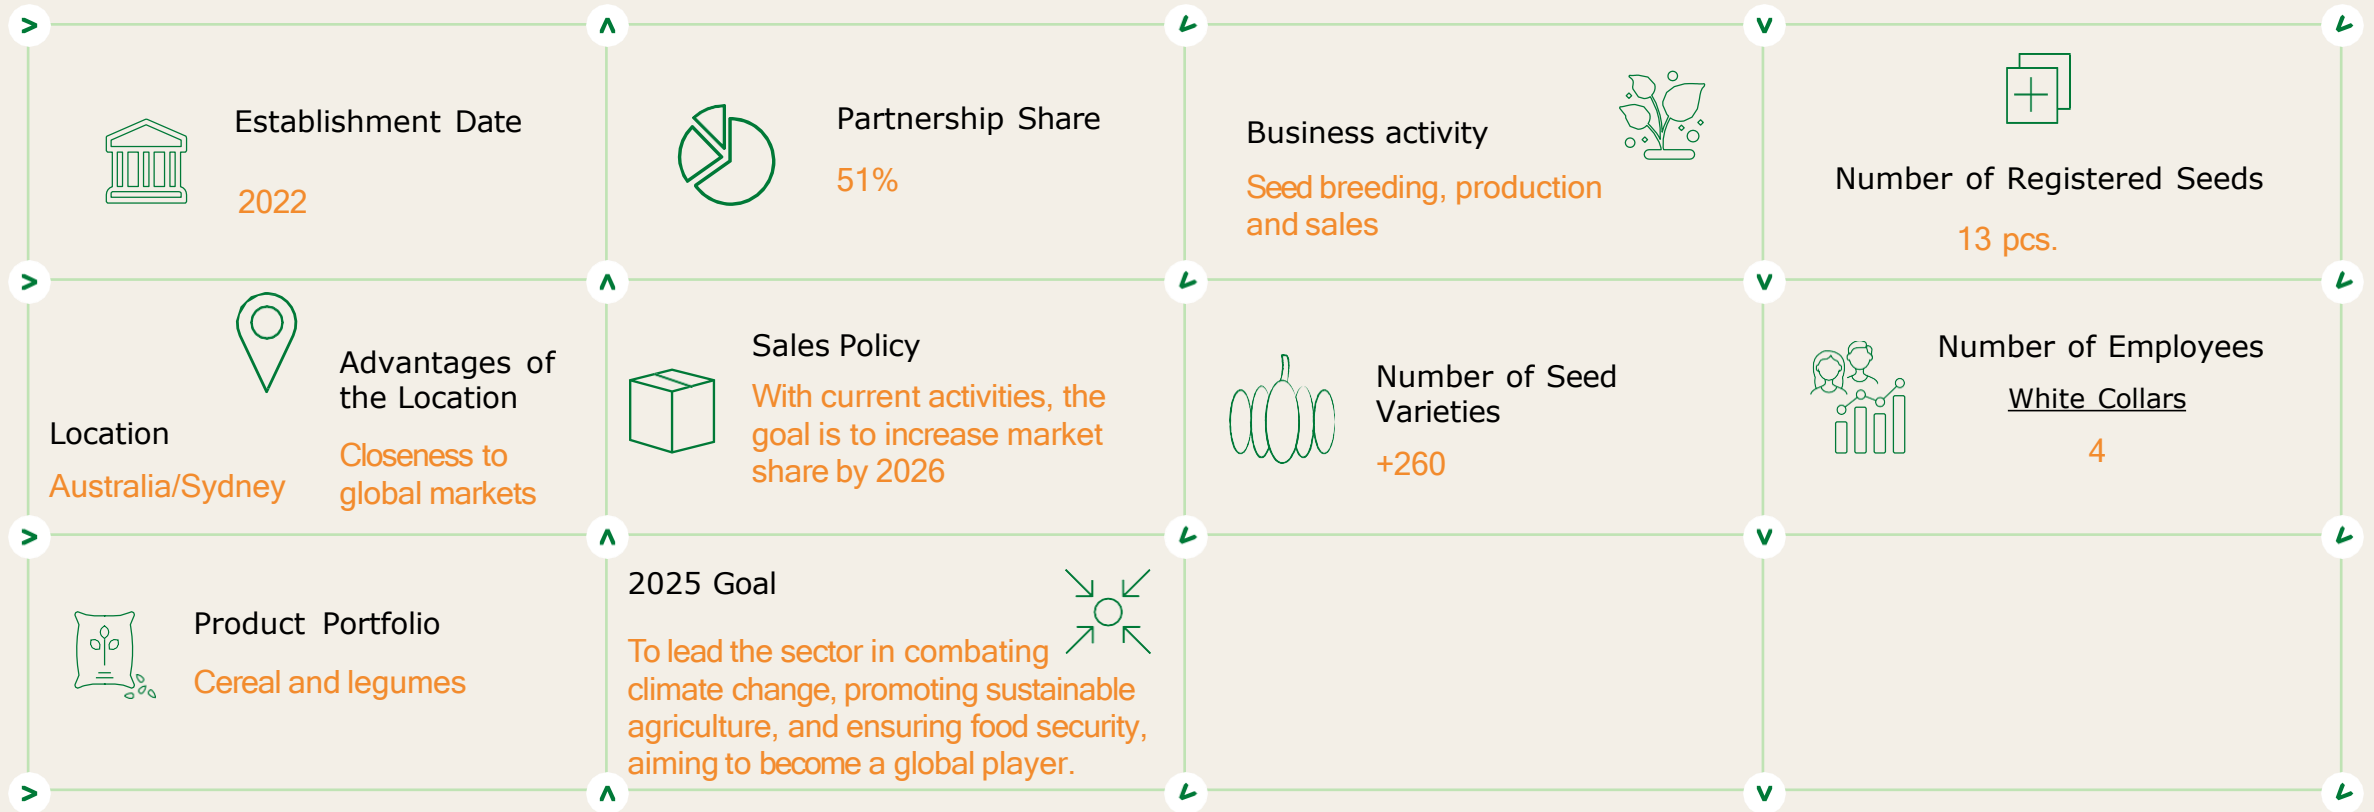 Establishment Date
2022
Partnership Share
51%
Business activity
Seed breeding, production
and sales
Number of Registered Seeds
13 pcs.
Location
Australia/Sydney
Advantages of
the Location
Closeness to
global markets
Sales Policy
With current activities, the
goal is to increase market
share by 2026
Number of Seed
Varieties
+260
Number of Employees
White Collars
4
Product Portfolio
Cereal and legumes
2025 Goal
To lead the sector in combating
climate change, promoting sustainable
agriculture, and ensuring food security,
aiming to become a global player.